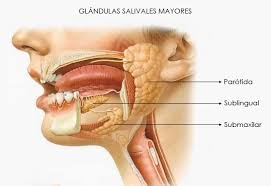 GLÁNDULAS SALIVALES MAYORES
Parótida
Sublingual
Submaxilar